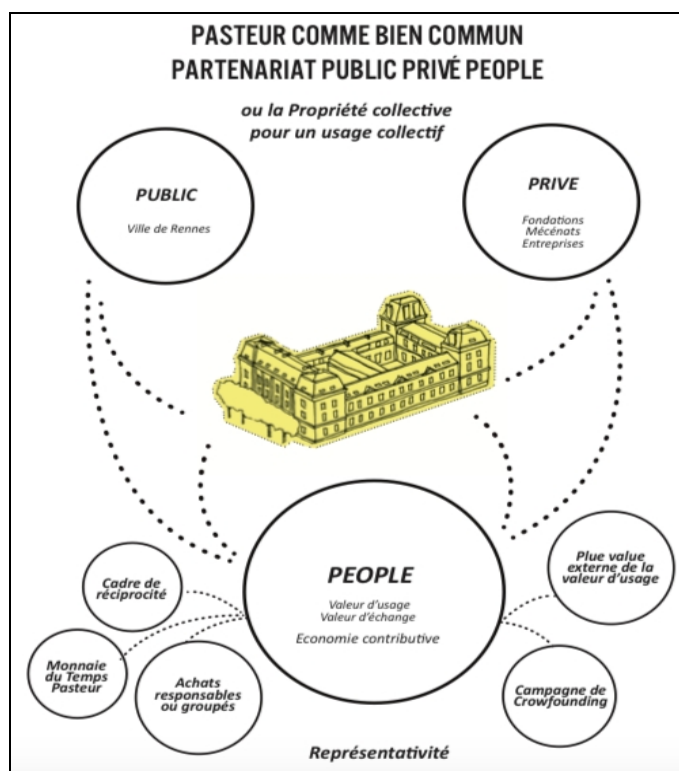 PASTEUR COMME BIEN COMMUN
PARTENARIAT PUBLIC PRIVÉ PEOPLE
ou la Propriété collective
pour un usage collectif
PUBLIC
Ville de Rennes
PRIVE
Fondations
Mécénats
Entreprises
PEOPLE
Valeur d'usage
Valeur d'échange
Economie contributive
Cadre de
réciprocité
Monnaie
du Temps
Pasteur
Achats
responsables
ou groupés
Plue value
externe de la
valeur d'usage
Campagne de
Crowfounding
Représentativité